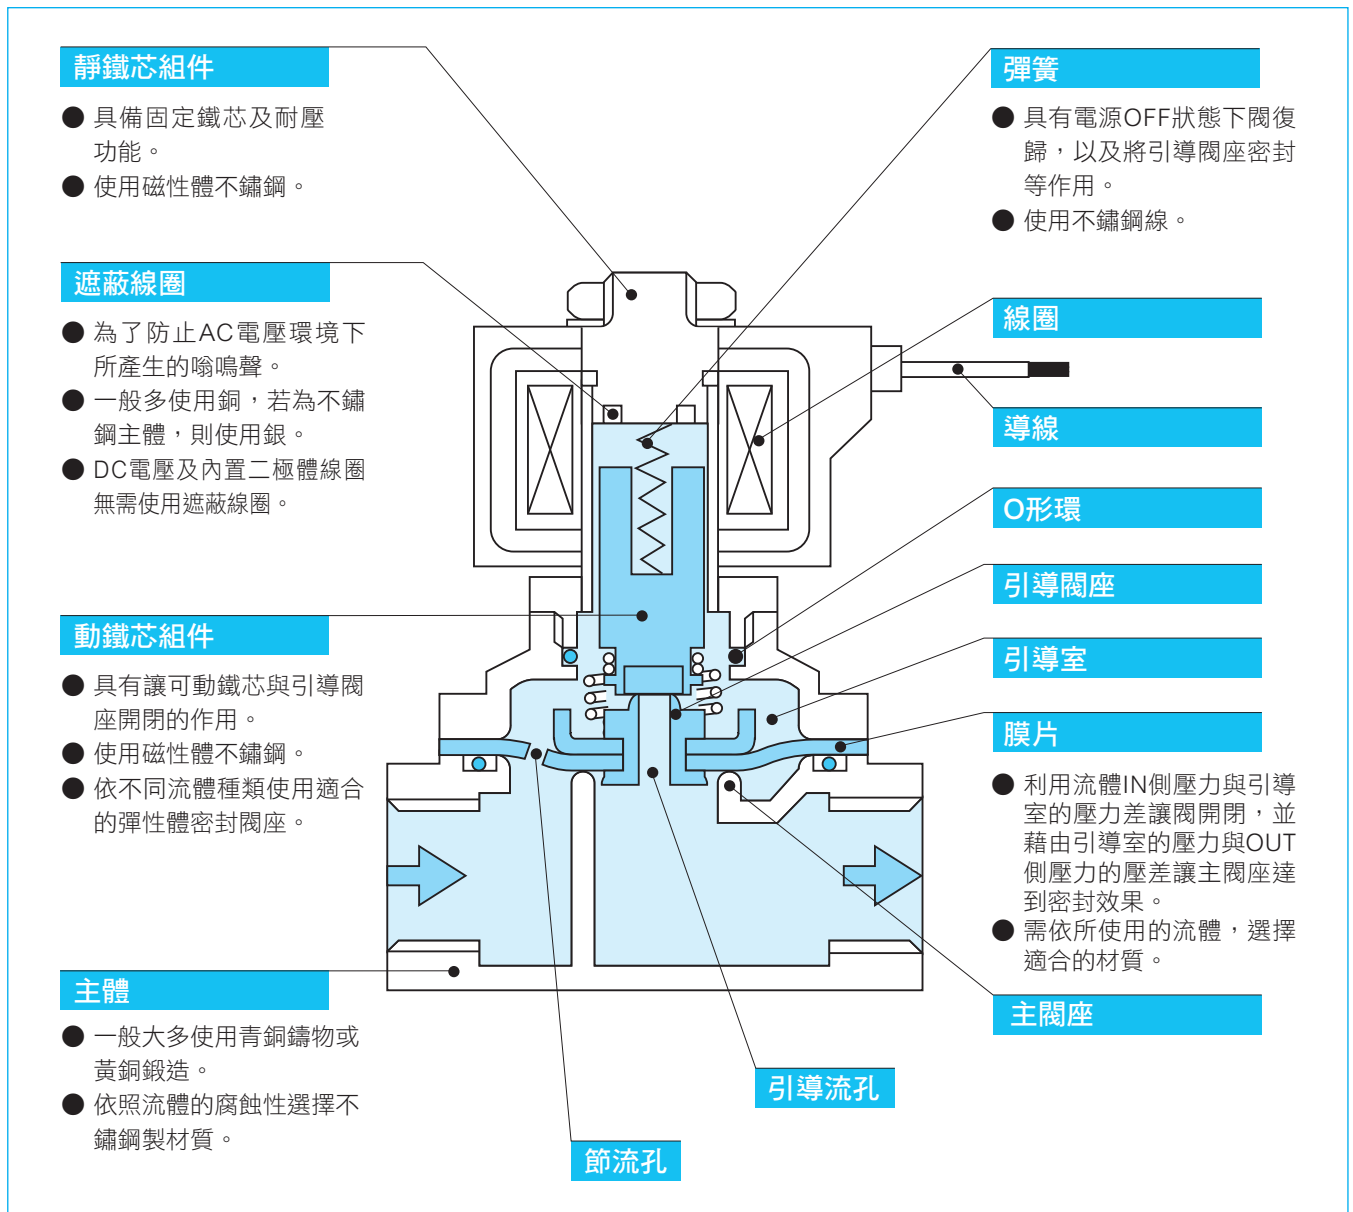 靜鐵芯組件
● 具備固定鐵芯及耐壓
功能。
● 使用磁性體不鏽鋼。
遮蔽線圈
● 為了防止AC電壓環境下
所產生的嗡鳴聲。
● 一般多使用銅，若為不鏽
鋼主體，則使用銀。
● DC電壓及內置二極體線圈
無需使用遮蔽線圈。
動鐵芯組件
● 具有讓可動鐵芯與引導閥
座開閉的作用。
● 使用磁性體不鏽鋼。
● 依不同流體種類使用適合
的彈性體密封閥座。
主體
● 一般大多使用青銅鑄物或
黃銅鍛造。
● 依照流體的腐蝕性選擇不
鏽鋼製材質。
彈簧
● 具有電源OFF狀態下閥復
歸，以及將引導閥座密封
等作用。
● 使用不鏽鋼線。
線圈
導線
O形環
引導閥座
引導室
膜片
● 利用流體IN側壓力與引導
室的壓力差讓閥開閉，並
藉由引導室的壓力與OUT
側壓力的壓差讓主閥座達
到密封效果。
● 需依所使用的流體，選擇
適合的材質。
主閥座
引導流孔
節流孔